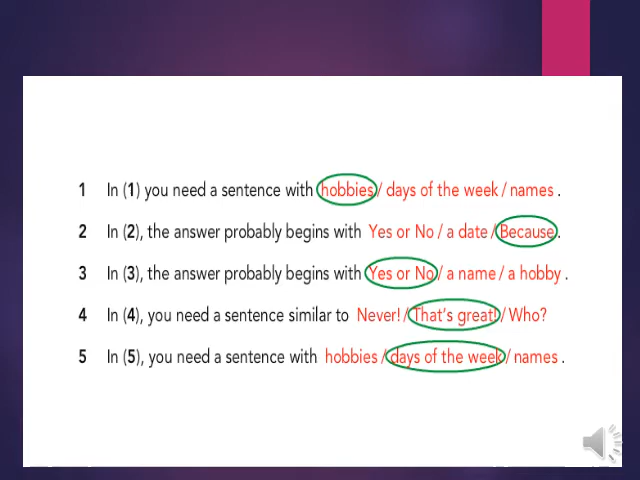 1 In (1) you need a sentence with hobbies / days of the week / names .
2 In (2), the answer probably begins with Yes or No / a date / Because .
3 In (3), the answer probably begins with Yes or No / a name / a hobby .
4 In (4), you need a sentence similar to Never! / That's great! / Who?
5 In (5), you need a sentence with hobbies / days of the week / names .